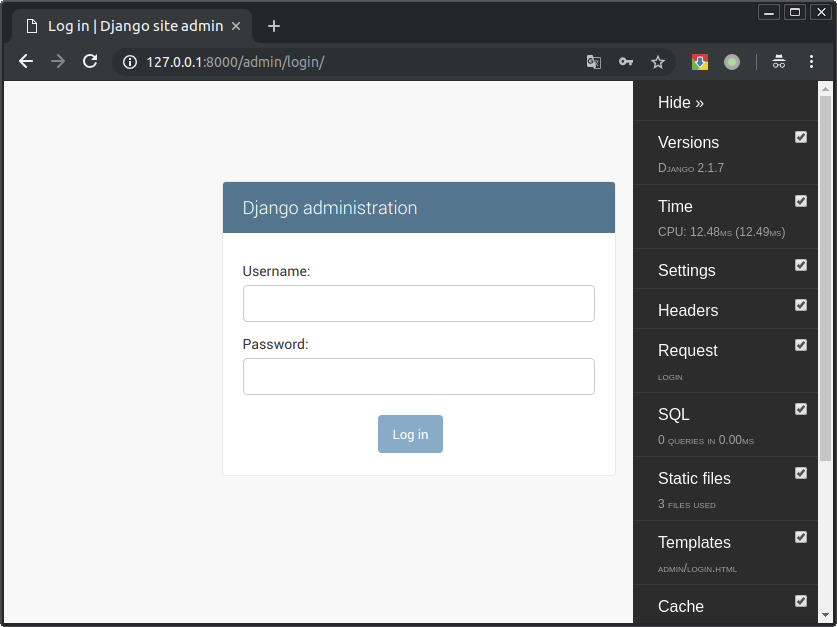 Log in | Django site admin
127.0.0.1:8000/admin/login/
Django administration
Username:
Password:
Log in
Hide »
Versions
Django 2.1.7
Time
CPU: 12.48ms (12.49ms)
Settings
Headers
Request
login
SQL
0 queries in 0.00ms
Static files
3 files used
Templates
admin/login.html
Cache